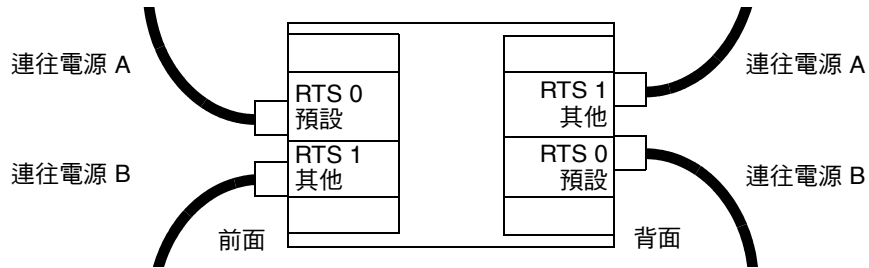 連往電源 A
RTS 0
預設
連往電源 B
RTS 1
其他
前面
RTS 1
其他
連往電源 A
RTS 0
預設
連往電源 B
背面